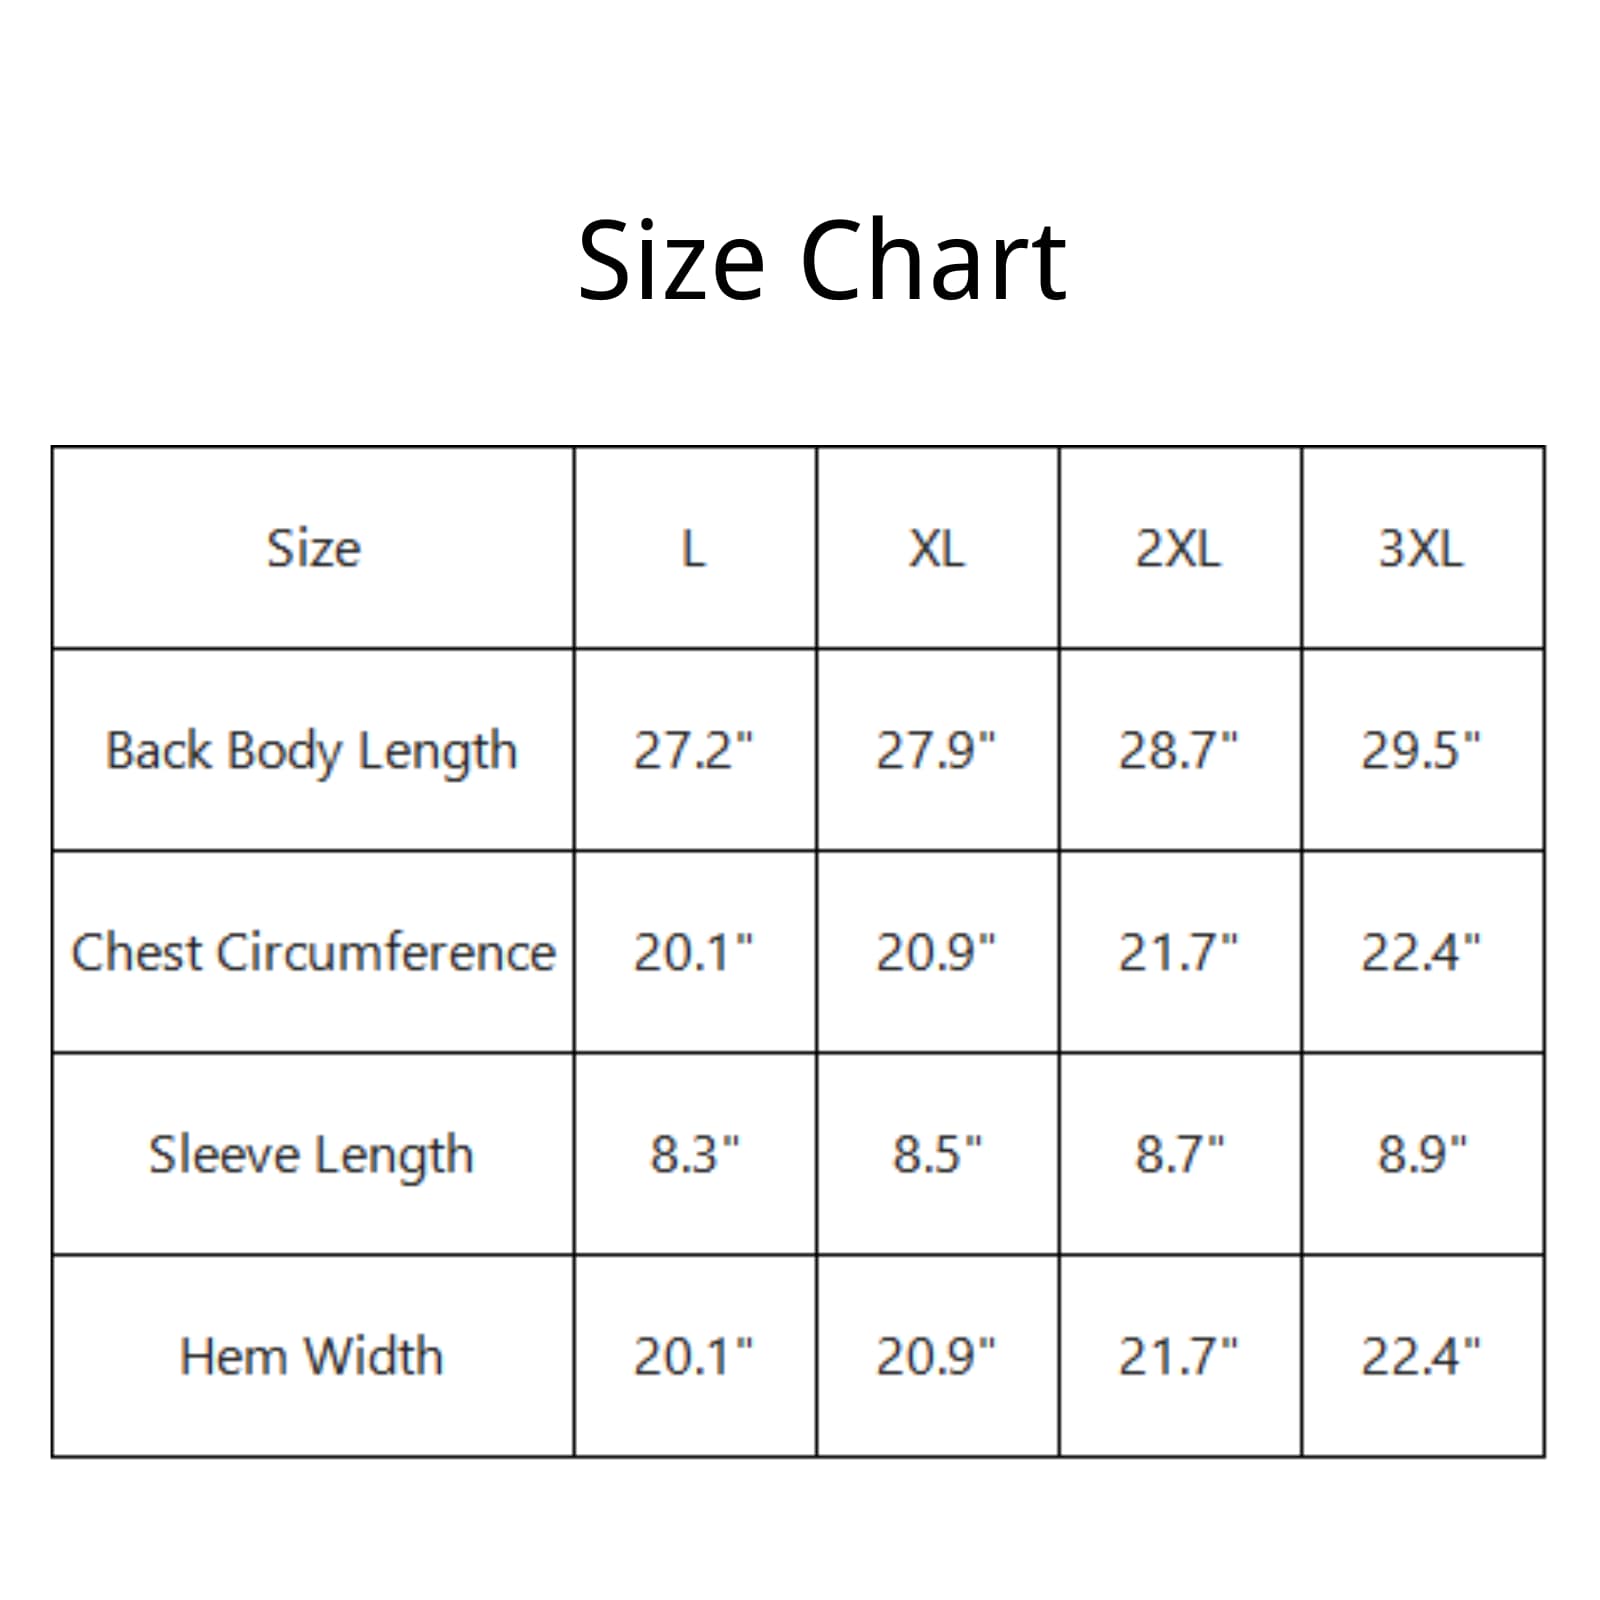 Size Chart
Size L XL 2XL 3XL
Back Body Length 27.2" 27.9" 28.7" 29.5"
Chest Circumference 20.1" 20.9" 21.7" 22.4"
Sleeve Length 8.3" 8.5" 8.7" 8.9"
Hem Width 20.1" 20.9" 21.7" 22.4"